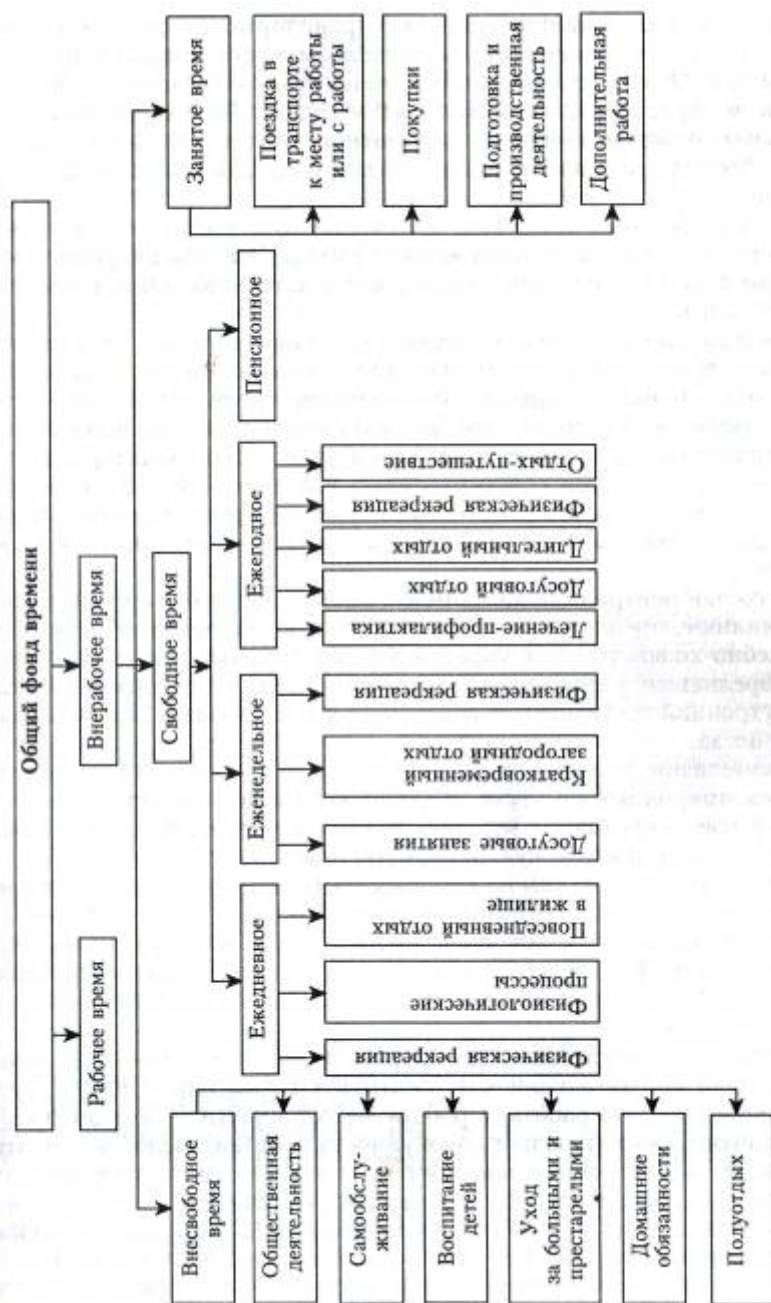 Общий фонд времени
Рабочее время
Внерабочее время
Внесвободное
время
Свободное время
Занятое время
Общественная
деятельность
Самообслу-
живание
Воспитание
детей
Уход
за больными и
престарелыми
Домашние
обязанности
Полуотдых
Ежедневное
Физическая рекреация
Физиологические
процессы
Повседневный отдых
в жилище
Еженедельное
Досуговые занятия
Кратковременный
загородный отдых
Физическая рекреация
Ежегодное
Лечение-профилактика
Досуговый отдых
Длительный отдых
Физическая рекреация
Отдых-путешествие
Пенсионное
Поездка в
транспорте
к месту работы
или с работы
Покупки
Подготовка и
производственная
деятельность
Дополнительная
работа